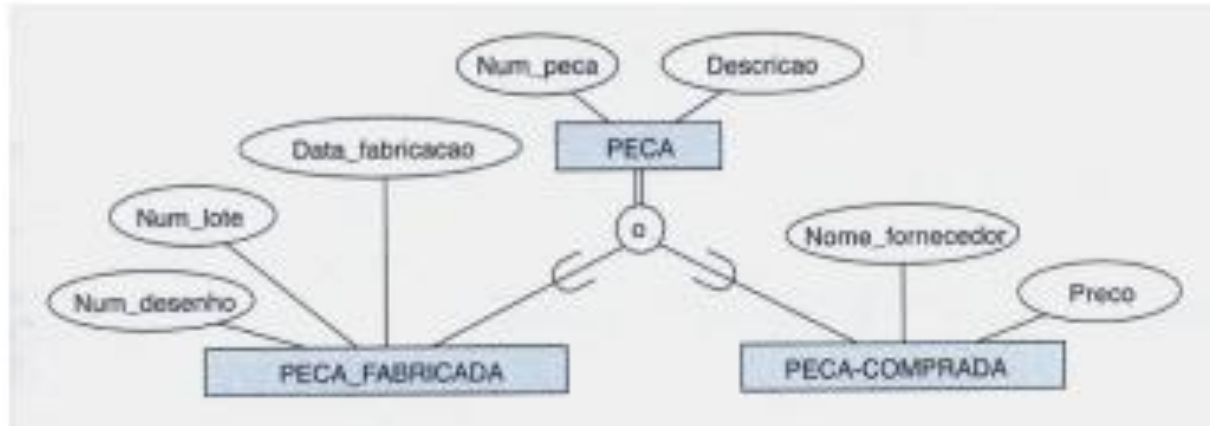 Num_peca
Descricao
Data_fabricacao
PECA
Num_lote
o
Nome_fornecedor
Num_desenho
Preco
PECA_FABRICADA
PECA-COMPRADA